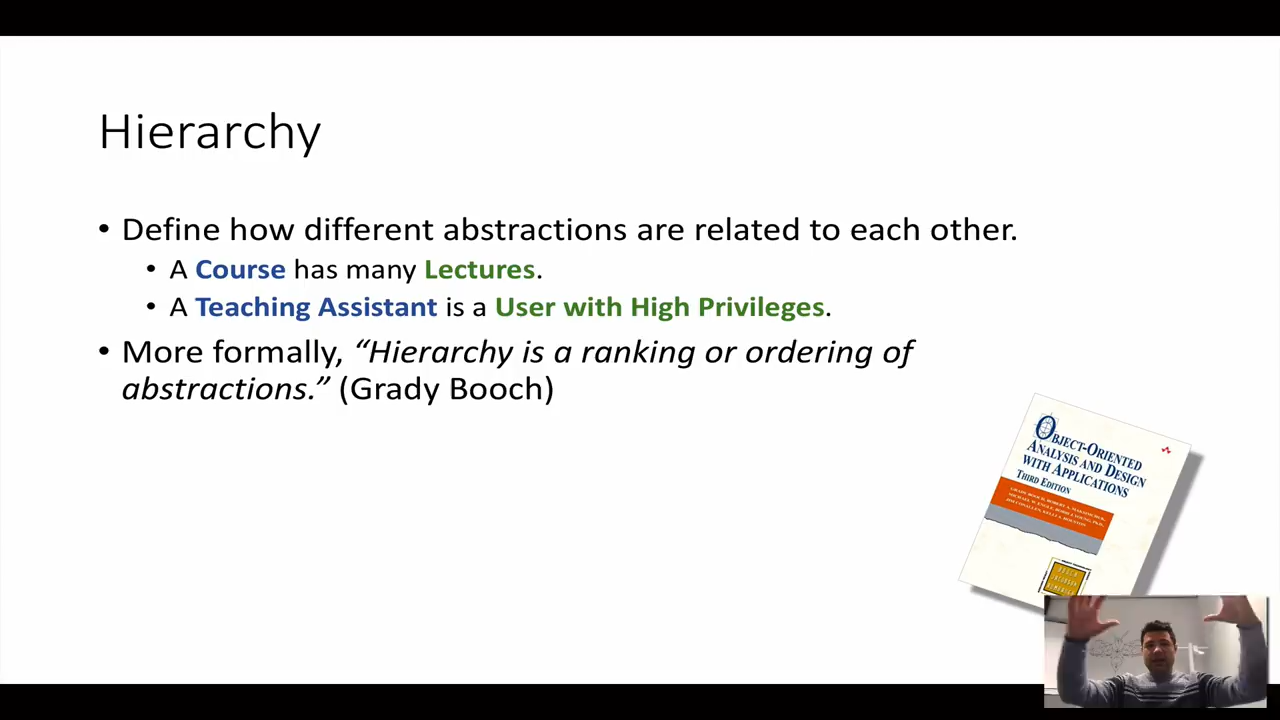 Hierarchy
• Define how different abstractions are related to each other.
• A Course has many Lectures.
• A Teaching Assistant is a User with High Privileges.
• More formally, “Hierarchy is a ranking or ordering of
abstractions.” (Grady Booch)
OBJECT-ORIENTED
ANALYSIS AND DESIGN
WITH APPLICATIONS
THIRD EDITION